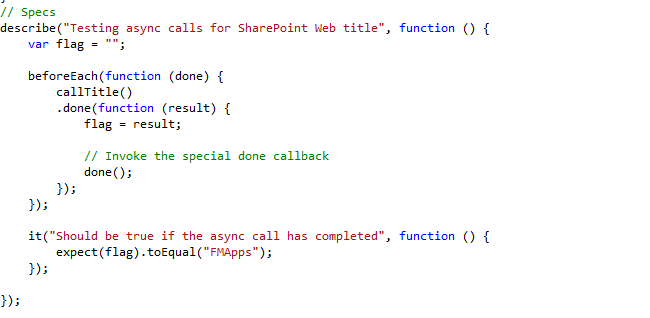 // Specs
describe("Testing async calls for SharePoint Web title", function () {
    var flag = "";
    beforeEach(function (done) {
        callTitle()
        .done(function (result) {
            flag = result;
            // Invoke the special done callback
            done();
        });
    });
    it("Should be true if the async call has completed", function () {
        expect(flag).toEqual("FMApps");
    });
});